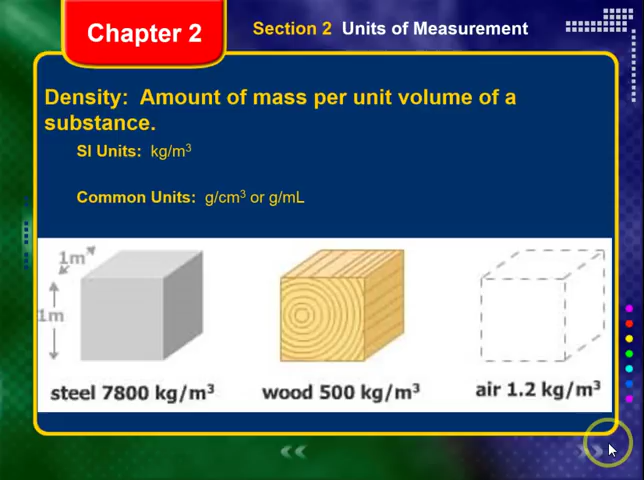 Chapter 2
Section 2 Units of Measurement
Density: Amount of mass per unit volume of a
substance.
SI Units: kg/m³
Common Units: g/cm³ or g/mL
1m
1m
steel 7800 kg/m³
wood 500 kg/m³
air 1.2 kg/m³